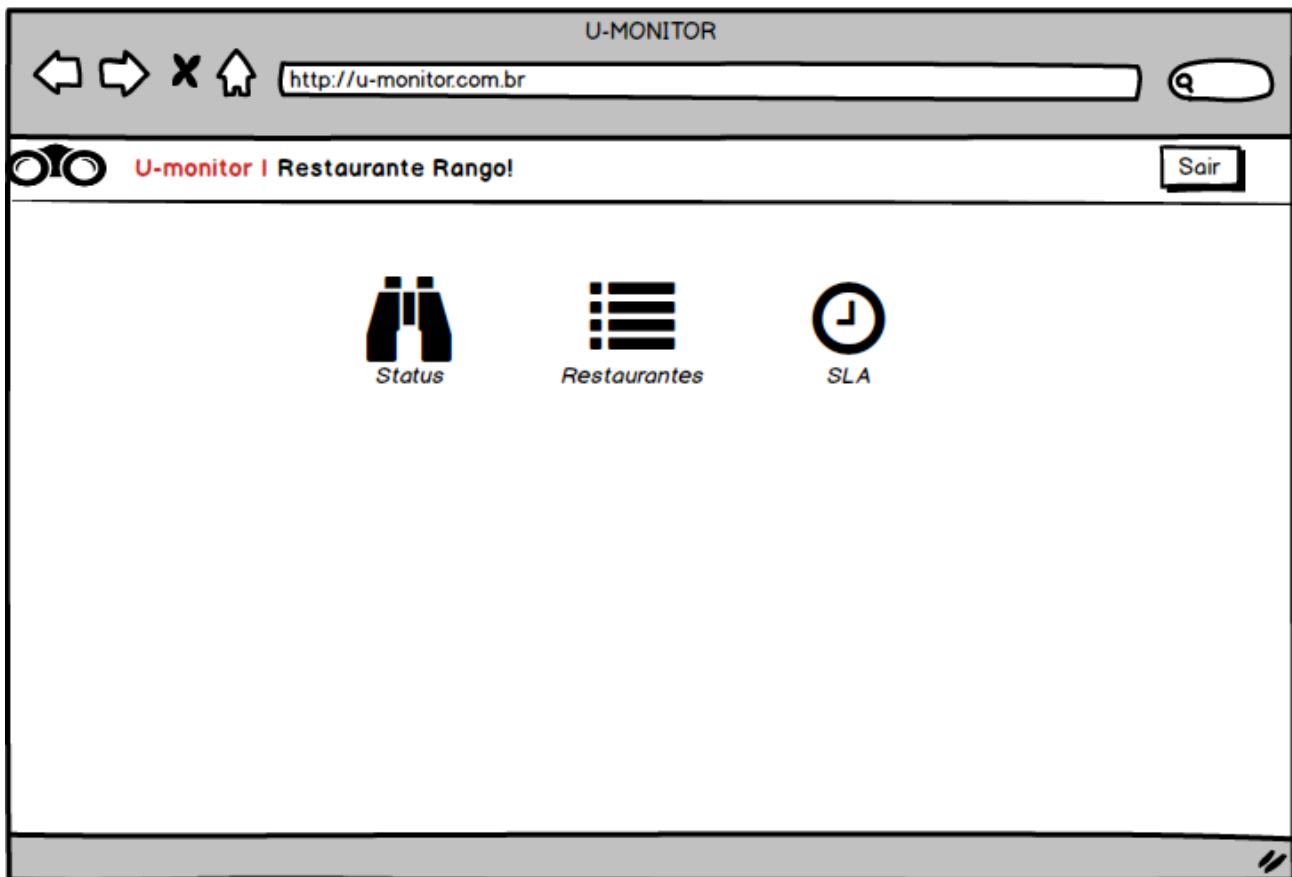 U-MONITOR
http://u-monitor.com.br
U-monitor | Restaurante Rango!
Sair
Status
Restaurantes
SLA